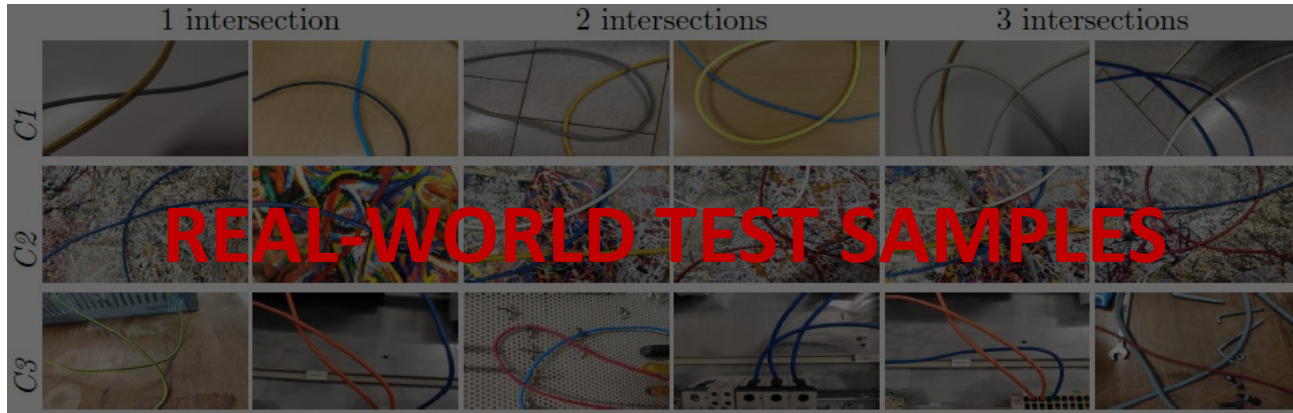 1 intersection 2 intersections 3 intersections
C1
C2
REAL-WORLD TEST SAMPLES
C3